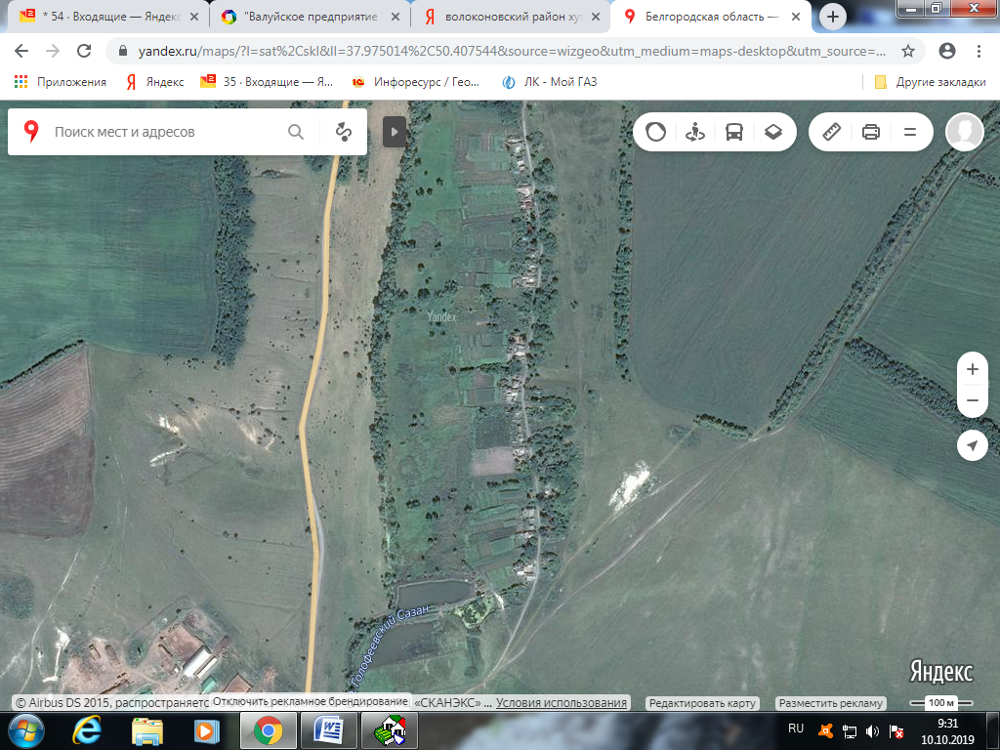 * 54 · Входящие — Яндекс
"Валуйское предприятие
волоконовский район хут
Белгородская область —
yandex.ru/maps/?l=sat%2Cskl&ll=37.975014%2C50.407544&source=wizgeo&utm_medium=maps-desktop&utm_source=...
Приложения
Яндекс
35 · Входящие — Я...
Инфоресурс / Гео...
ЛК - Мой ГАЗ
Другие закладки
Поиск мест и адресов
Yandex
Голофеевский Сазан
Яндекс
© Airbus DS 2015, распространяетс
Отключить рекламное брендирование
«СКАНЭКС» ...
Условия использования
Редактировать карту
Разместить рекламу
100 м
RU
9:31
10.10.2019